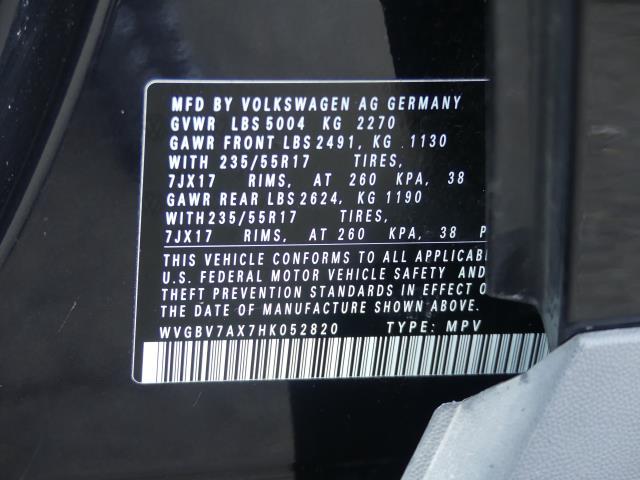 MFD BY VOLKSWAGEN AG GERMANY
GVWR LBS 5004 KG 2270
GAWR FRONT LBS 2491, KG 1130
WITH 235/55R17 TIRES,
7JX17 RIMS, AT 260 KPA, 38
GAWR REAR LBS 2624, KG 1190
WITH 235/55R17 TIRES,
7JX17 RIMS, AT 260 KPA, 38 P
THIS VEHICLE CONFORMS TO ALL APPLICABL
U.S. FEDERAL MOTOR VEHICLE SAFETY AND
THEFT PREVENTION STANDARDS IN EFFECT O
THE DATE OF MANUFACTURE SHOWN ABOVE.
WVGBV7AX7HK052820 TYPE: MPV